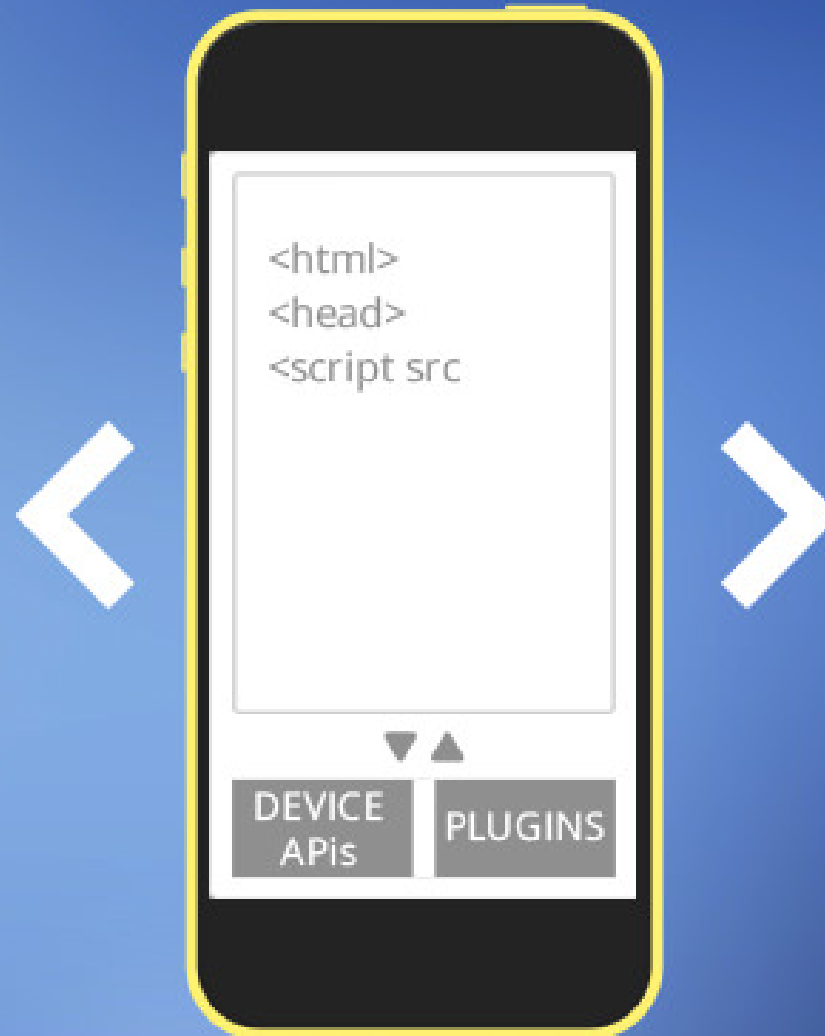 <html>
<head>
<script src
DEVICE
APis
PLUGINS